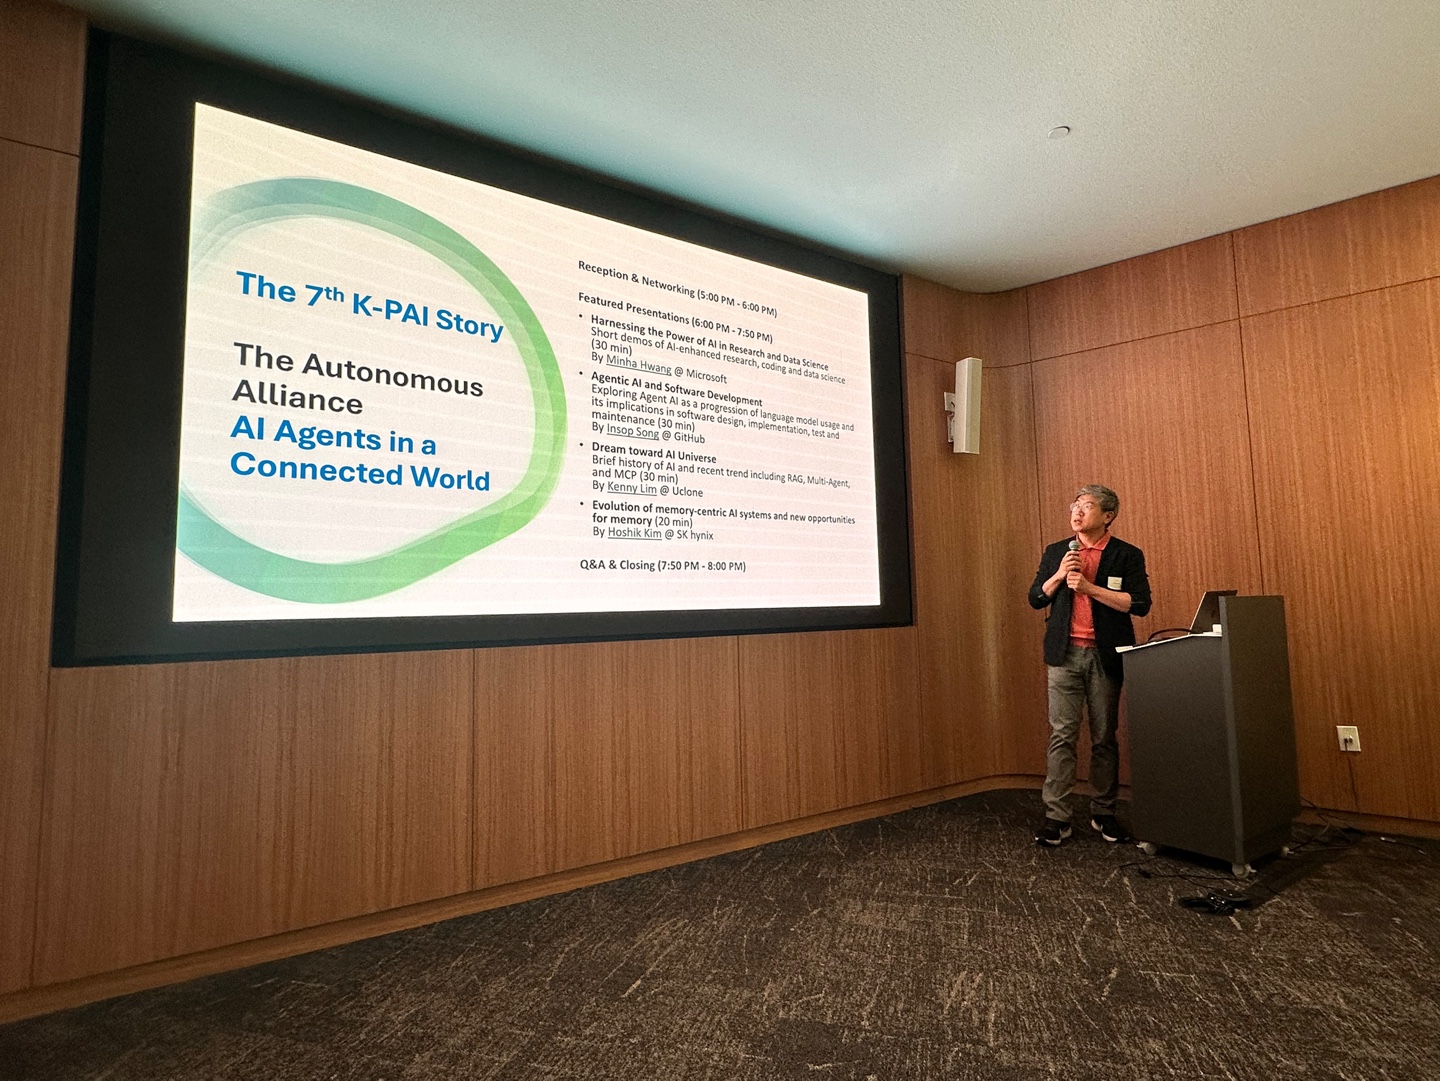 The 7th K-PAI Story
The Autonomous
Alliance
AI Agents in a
Connected World
Reception & Networking (5:00 PM - 6:00 PM)
Featured Presentations (6:00 PM - 7:50 PM)
• Harnessing the Power of AI in Research and Data Science
Short demos of AI-enhanced research, coding and data science
(30 min)
By Minha Hwang @ Microsoft
• Agentic AI and Software Development
Exploring Agent AI as a progression of language model usage and
its implications in software design, implementation, test and
maintenance (30 min)
By Insop Song @ GitHub
• Dream toward AI Universe
Brief history of AI and recent trend including RAG, Multi-Agent,
and MCP (30 min)
By Kenny Lim @ Uclone
• Evolution of memory-centric AI systems and new opportunities
for memory (20 min)
By Hoshik Kim @ SK hynix
Q&A & Closing (7:50 PM - 8:00 PM)